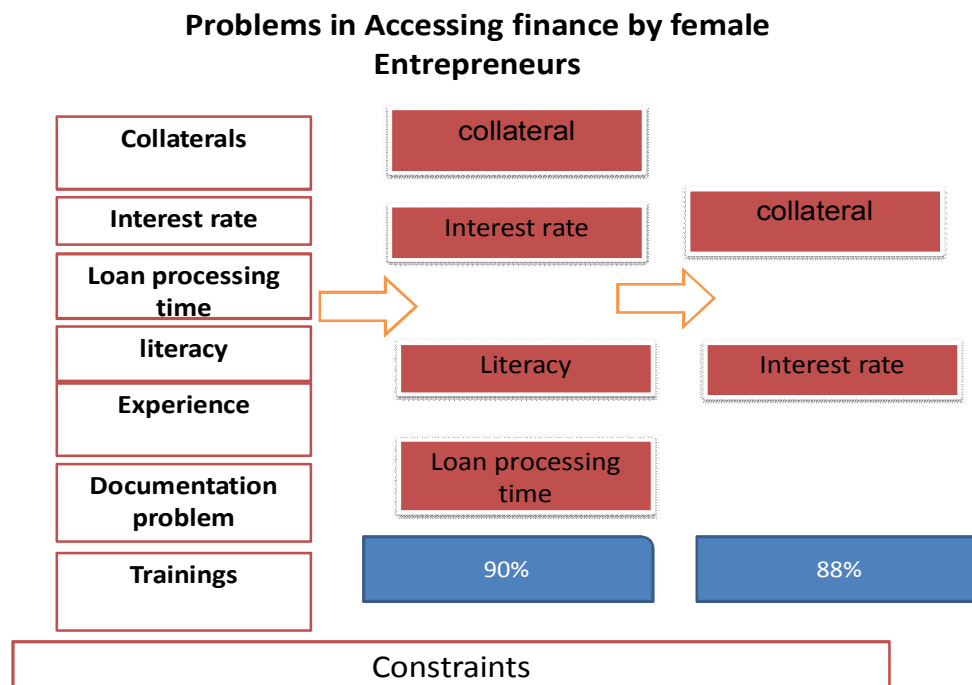 Problems in Accessing finance by female
Entrepreneurs
Collaterals
Interest rate
Loan processing
time
literacy
Experience
Documentation
problem
Trainings
collateral
Interest rate
Literacy
Loan processing
time
90%
collateral
Interest rate
88%
Constraints